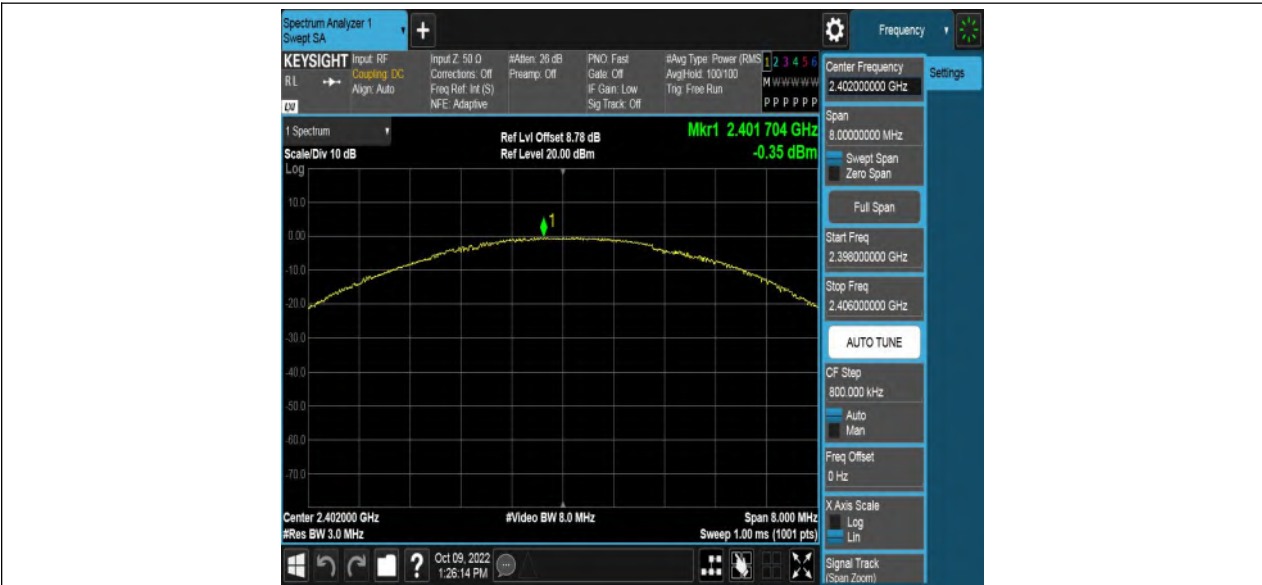 Spectrum Analyzer 1
Swept SA
+
Frequency
KEYSIGHT
RL
LXI
Input: RF
Coupling: DC
Align: Auto
Input Z: 50 Ω
Corrections: Off
Freq Ref: Int (S)
NFE: Adaptive
#Atten: 26 dB
Preamp: Off
PNO: Fast
Gate: Off
IF Gain: Low
Sig Track: Off
#Avg Type: Power (RMS
Avg|Hold: 100/100
Trig: Free Run
1 2 3 4 5 6
M W W W W W
P P P P P P
1 Spectrum
Scale/Div 10 dB
Log
Ref Lvl Offset 8.78 dB
Ref Level 20.00 dBm
Mkr1 2.401 704 GHz
-0.35 dBm
10.0
1
0.00
-10.0
-20.0
-30.0
-40.0
-50.0
-60.0
-70.0
Center 2.402000 GHz
#Res BW 3.0 MHz
#Video BW 8.0 MHz
Span 8.000 MHz
Sweep 1.00 ms (1001 pts)
?
Oct 09, 2022
1:26:14 PM
Center Frequency
2.402000000 GHz
Settings
Span
8.00000000 MHz
Swept Span
Zero Span
Full Span
Start Freq
2.398000000 GHz
Stop Freq
2.406000000 GHz
AUTO TUNE
CF Step
800.000 kHz
Auto
Man
Freq Offset
0 Hz
X Axis Scale
Log
Lin
Signal Track
(Span Zoom)